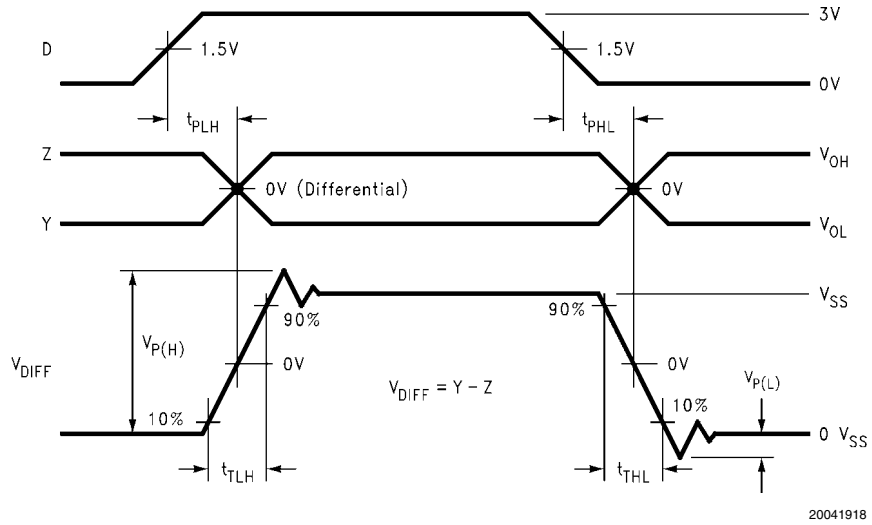 3V
D
1.5V
1.5V
0V
tPLH
tPHL
Z
VOH
0V (Differential)
0V
Y
VOL
VSS
90%
90%
VP(H)
VDIFF
0V
0V
VDIFF = Y – Z
VP(L)
10%
10%
0 VSS
tTLH
tTHL
20041918